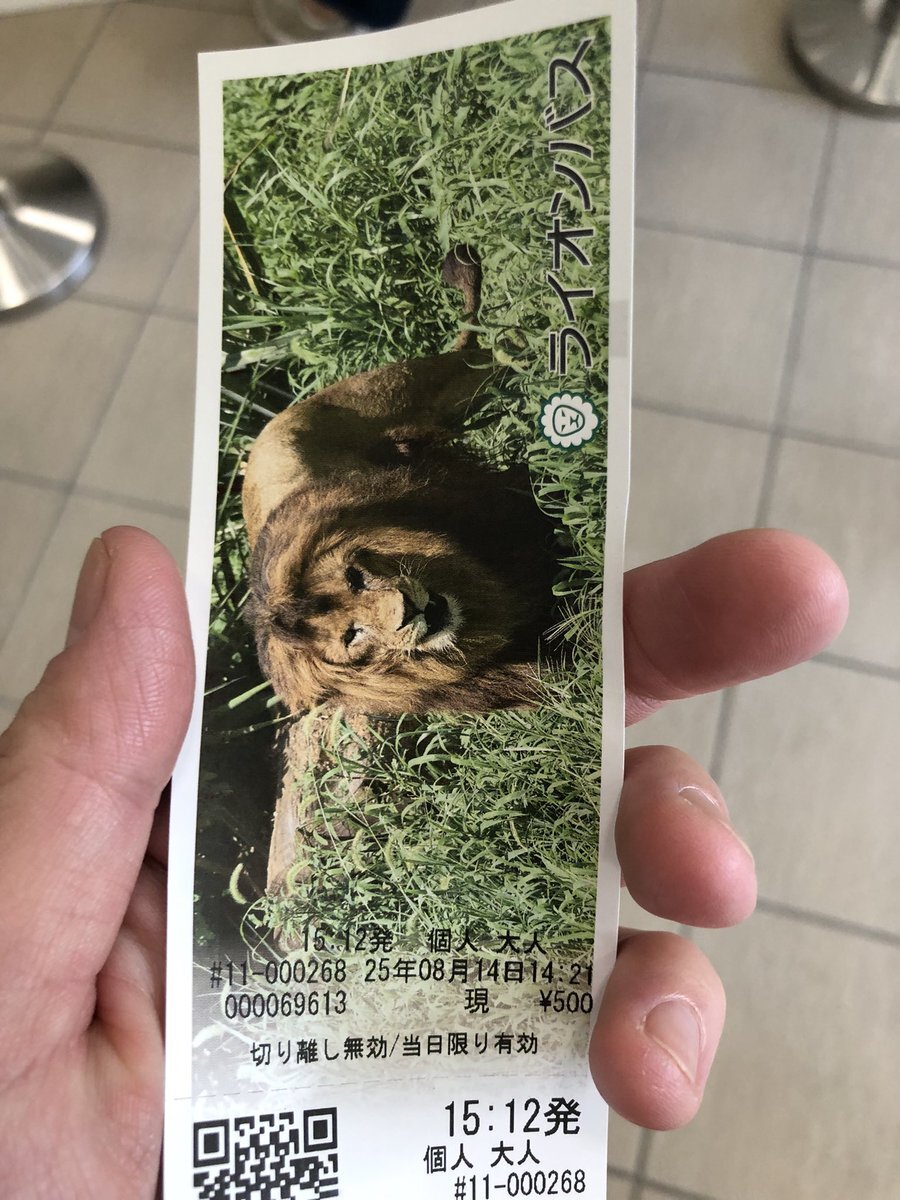 ライオンバス
15:12発 個人 大人
#11-000268 25年08月14日14:21
000069613 現 ¥500
切り離し無効/当日限り有効
15:12発
個人 大人
#11-000268